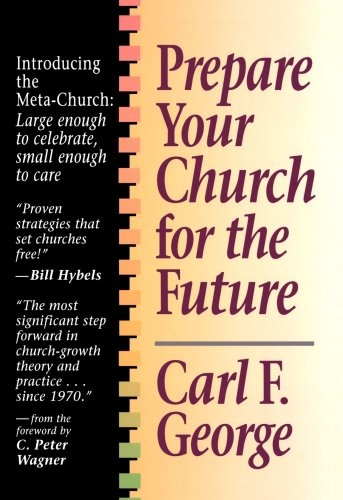 Introducing
the
Meta-Church:
Large enough
to celebrate,
small enough
to care
“Proven
strategies that
set churches
free!”
—Bill Hybels
“The most
significant step
forward in
church-growth
theory and
practice . . .
since 1970.”
—from the
foreword by
C. Peter
Wagner
Prepare
Your
Church
for the
Future
Carl F.
George